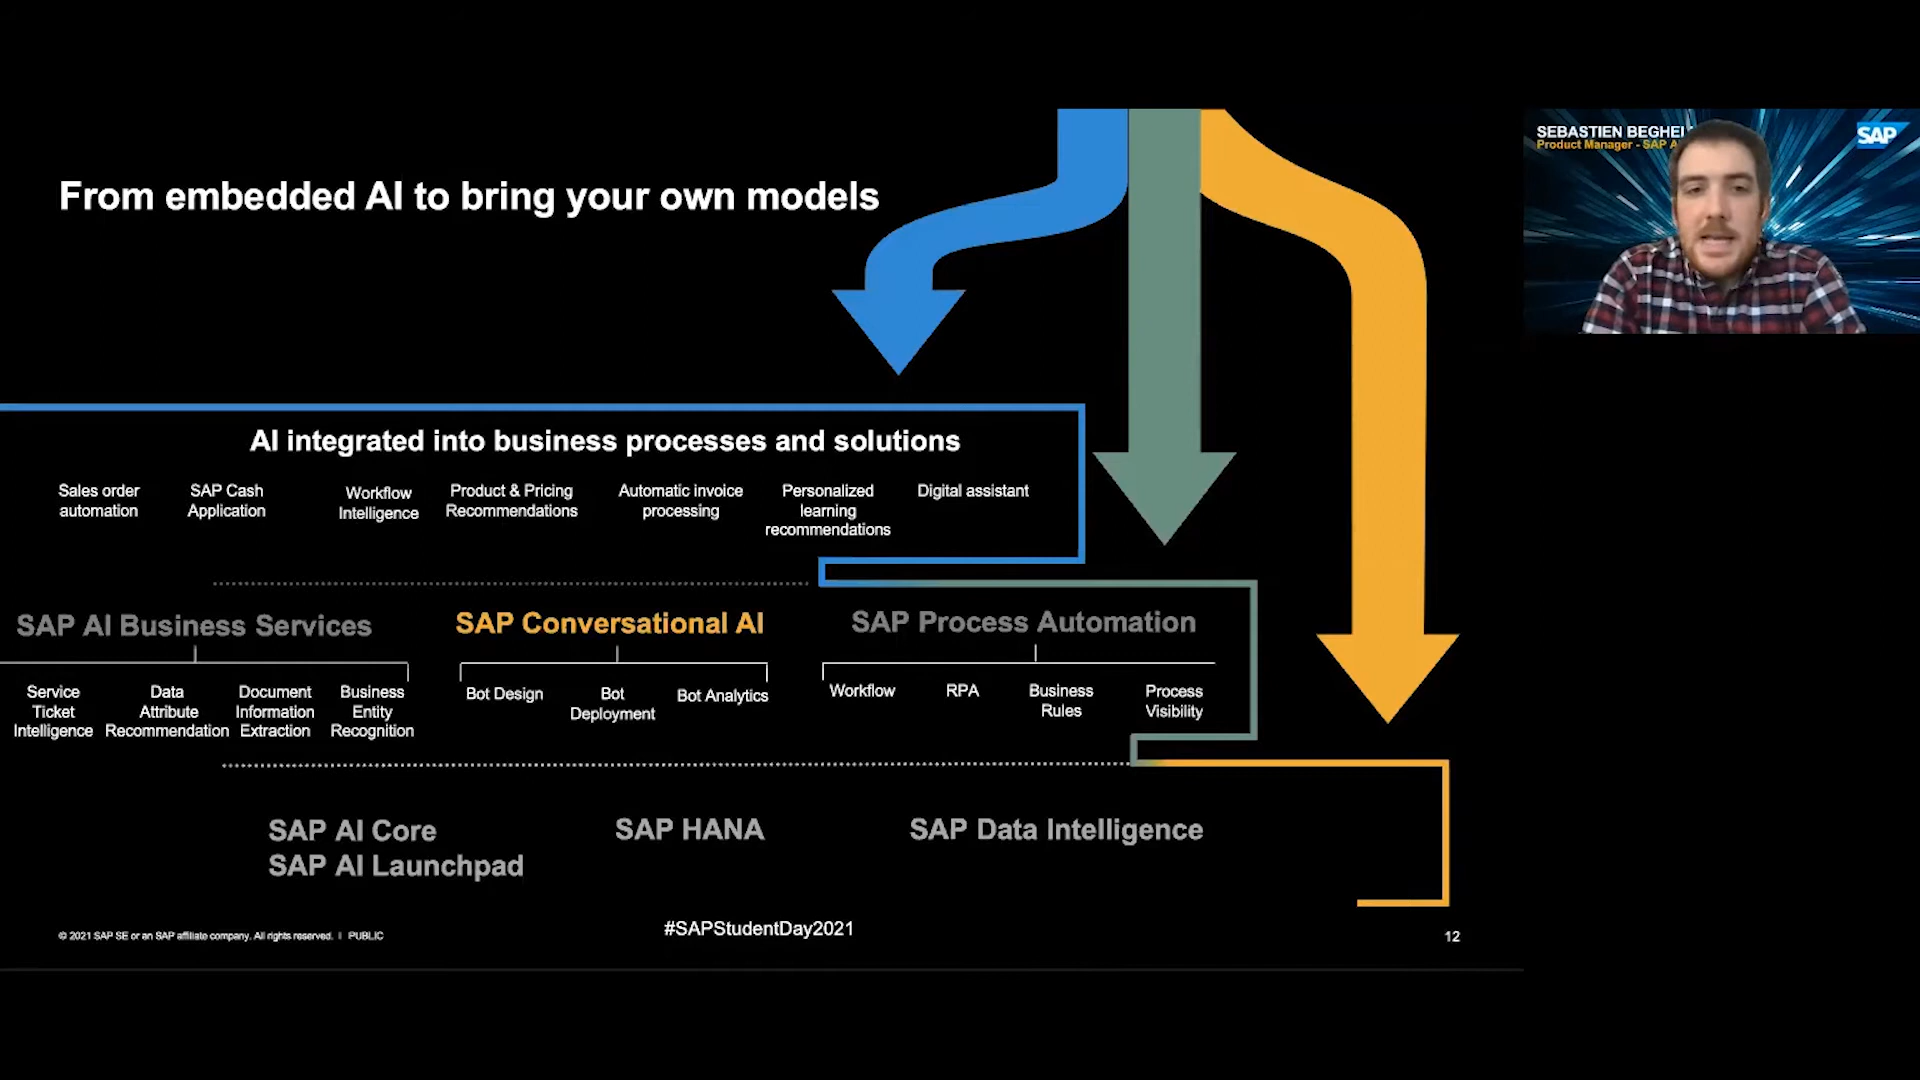 From embedded AI to bring your own models
SEBASTIEN
Product Manager - SAP
SAP
AI integrated into business processes and solutions
Sales order
automation
SAP Cash
Application
Workflow
Intelligence
Product & Pricing
Recommendations
Automatic invoice
processing
Personalized
learning
recommendations
Digital assistant
SAP AI Business Services
Service
Ticket
Intelligence
Data
Attribute
Recommendation
Document
Information
Extraction
Business
Entity
Recognition
SAP Conversational AI
Bot Design
Bot
Deployment
Bot Analytics
SAP Process Automation
Workflow
RPA
Business
Rules
Process
Visibility
SAP AI Core
SAP AI Launchpad
SAP HANA
SAP Data Intelligence
© 2021 SAP SE or an SAP affiliate company. All rights reserved. I PUBLIC
#SAPStudentDay2021
12